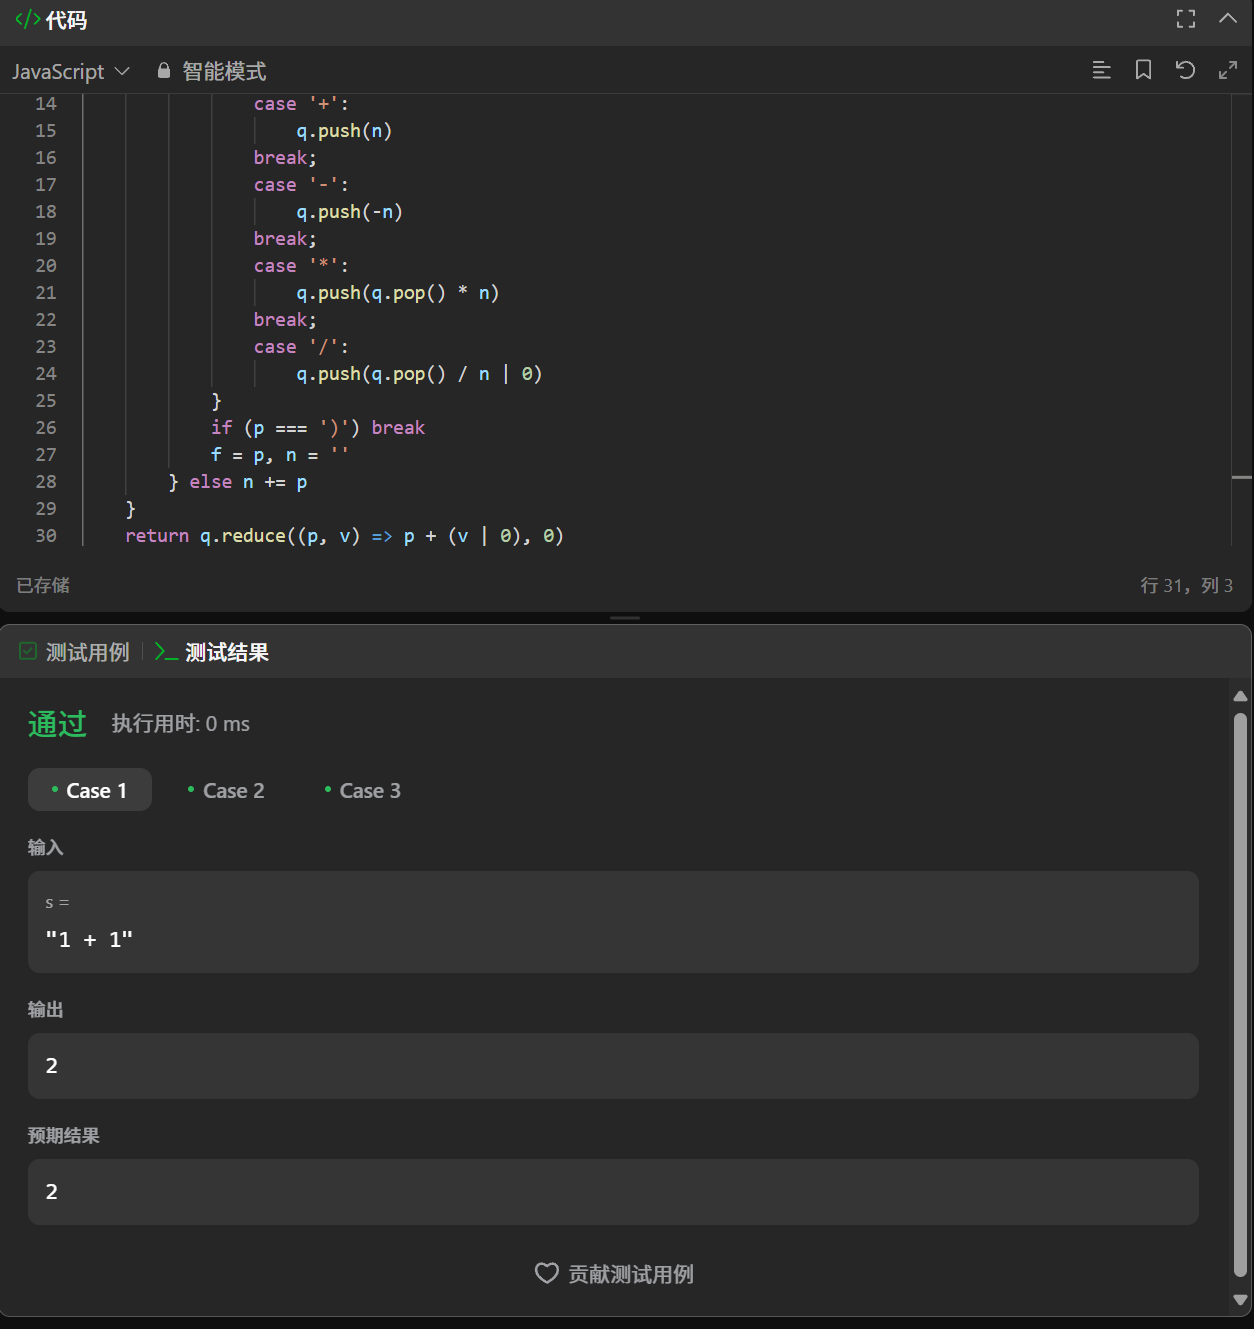 </> 代码
JavaScript 智能模式
14 case '+':
15 q.push(n)
16 break;
17 case '-':
18 q.push(-n)
19 break;
20 case '*':
21 q.push(q.pop() * n)
22 break;
23 case '/':
24 q.push(q.pop() / n | 0)
25 }
26 if (p === ')') break
27 f = p, n = ''
28 } else n += p
29 }
30 return q.reduce((p, v) => p + (v | 0), 0)
已存储 行 31，列 3
测试用例 >_ 测试结果
通过 执行用时: 0 ms
Case 1 Case 2 Case 3
输入
s =
"1 + 1"
输出
2
预期结果
2
贡献测试用例